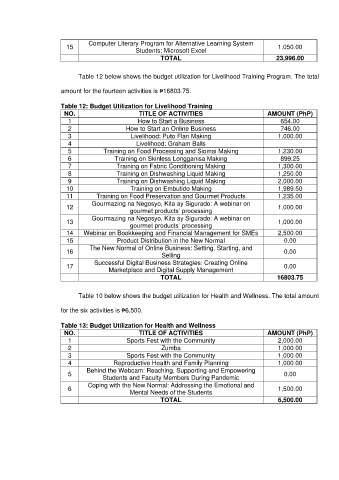 15 Computer Literary Program for Alternative Learning System Students; Microsoft Excel 1,050.00
TOTAL 23,996.00
Table 12 below shows the budget utilization for Livelihood Training Program. The total
amount for the fourteen activities is ₱16803.75.
Table 12: Budget Utilization for Livelihood Training
NO. TITLE OF ACTIVITIES AMOUNT (PhP)
1 How to Start a Business 654.00
2 How to Start an Online Business 746.00
3 Livelihood: Puto Flan Making 1,000.00
4 Livelihood: Graham Balls
5 Training on Food Processing and Siomai Making 1,230.00
6 Training on Skinless Longganisa Making 899.25
7 Training on Fabric Conditioning Making 1,300.00
8 Training on Dishwashing Liquid Making 1,250.00
9 Training on Dishwashing Liquid Making 2,000.00
10 Training on Embutido Making 1,989.50
11 Training on Food Processing and Gourmet Products 1,235.00
12 Gourmazing na Negosyo, Kita ay Sigurado: A webinar on gourmet products' processing 1,000.00
13 Gourmazing na Negosyo, Kita ay Sigurado: A webinar on gourmet products' processing 1,000.00
14 Webinar on Bookkeeping and Financial Management for SMEs 2,500.00
15 Product Distribution in the New Normal 0.00
16 The New Normal of Online Business: Setting, Starting, and Selling 0.00
17 Successful Digital Business Strategies: Creating Online Marketplace and Digital Supply Management 0.00
TOTAL 16803.75
Table 10 below shows the budget utilization for Health and Wellness. The total amount
for the six activities is ₱6,500.
Table 13: Budget Utilization for Health and Wellness
NO. TITLE OF ACTIVITIES AMOUNT (PhP)
1 Sports Fest with the Community 2,000.00
2 Zumba 1,000.00
3 Sports Fest with the Community 1,000.00
4 Reproductive Health and Family Planning 1,000.00
5 Behind the Webcam: Reaching, Supporting and Empowering Students and Faculty Members During Pandemic 0.00
6 Coping with the New Normal: Addressing the Emotional and Mental Needs of the Students 1,500.00
TOTAL 6,500.00